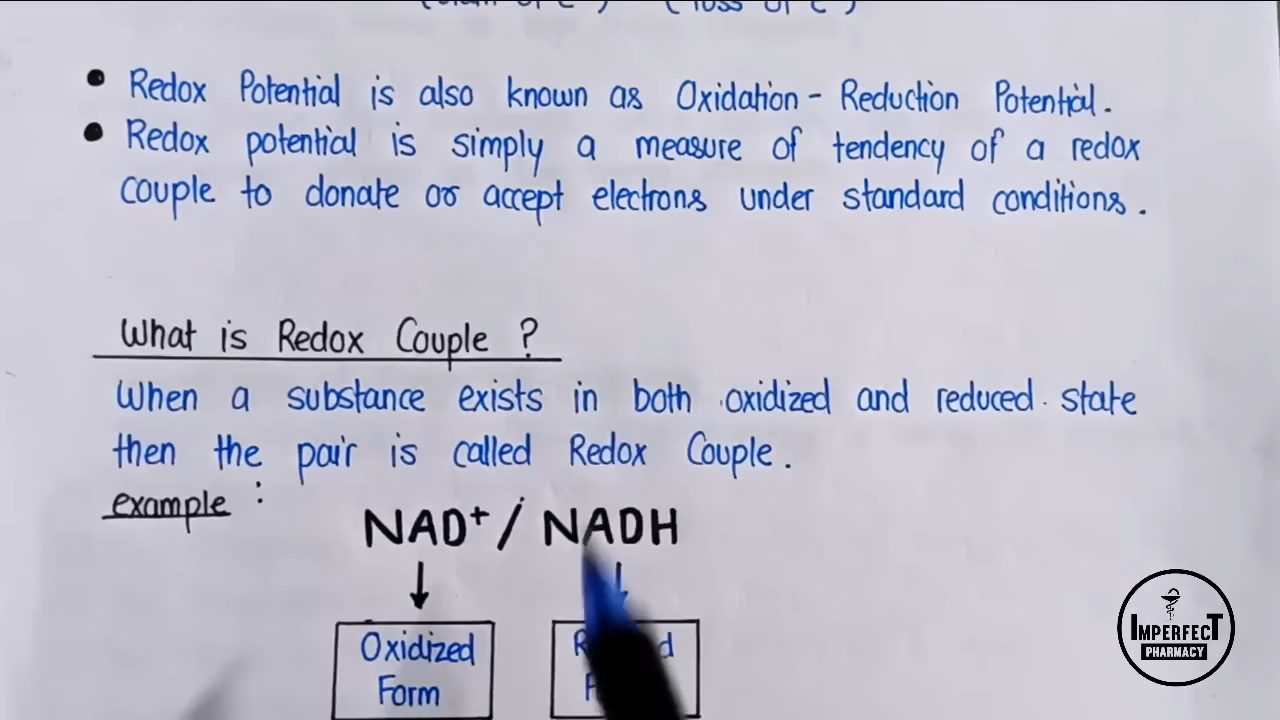 (loss of e⁻)
Redox Potential is also known as Oxidation - Reduction Potential.
Redox potential is simply a measure of tendency of a redox
couple to donate or accept electrons under standard conditions.
What is Redox Couple ?
When a substance exists in both oxidized and reduced state
then the pair is called Redox Couple.
example :
NAD⁺ / NADH
Oxidized
Form
IMPERFECT
PHARMACY